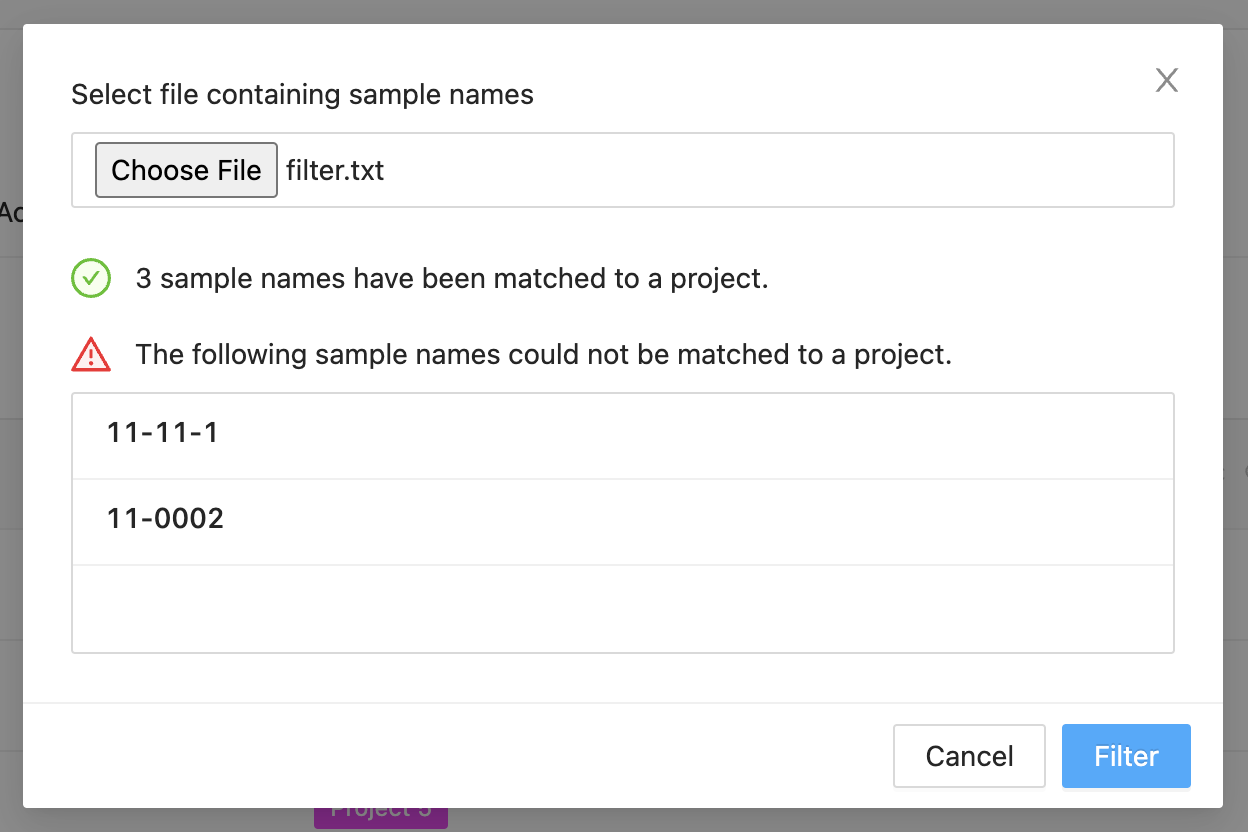 Select file containing sample names
Choose File filter.txt
3 sample names have been matched to a project.
The following sample names could not be matched to a project.
11-11-1
11-0002
Cancel Filter
Project 5